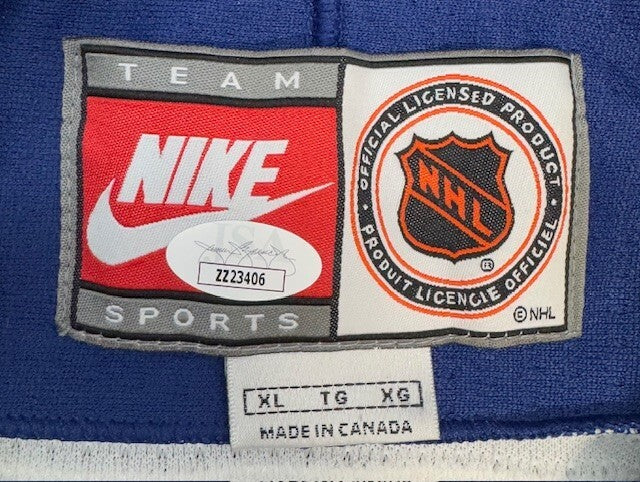 TEAM
NIKE
ZZ23406
SPORTS
OFFICIAL LICENSED PRODUCT
NHL
PRODUIT LICENCIE OFFICIEL
© NHL
XL TG XG
MADE IN CANADA